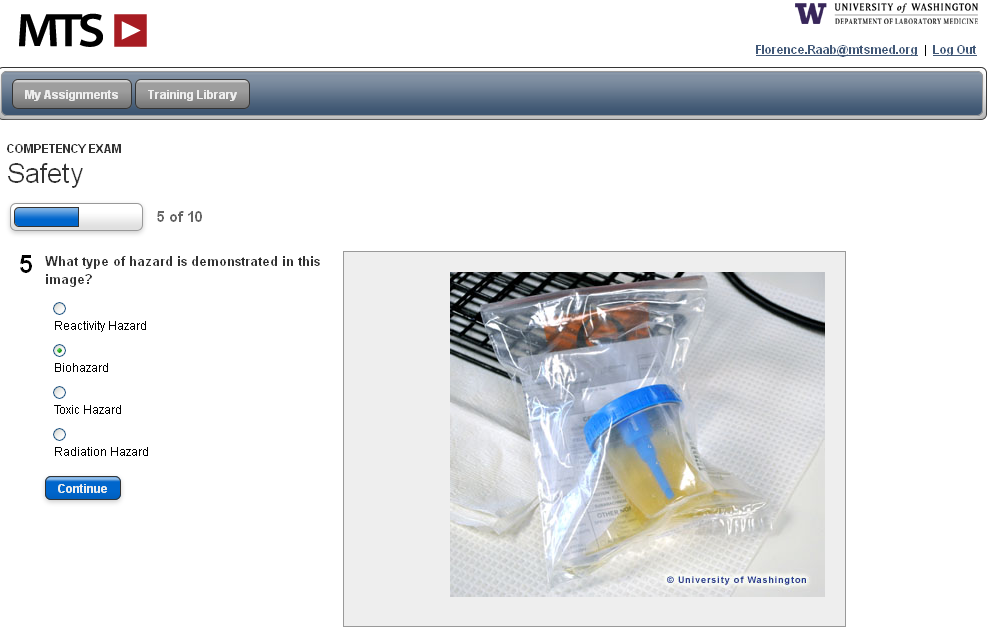 MTS
W UNIVERSITY of WASHINGTON
DEPARTMENT OF LABORATORY MEDICINE
Florence.Raab@mtsmed.org | Log Out
My Assignments Training Library
COMPETENCY EXAM
Safety
5 of 10
5 What type of hazard is demonstrated in this
image?
Reactivity Hazard
Biohazard
Toxic Hazard
Radiation Hazard
Continue
OTHER
© University of Washington